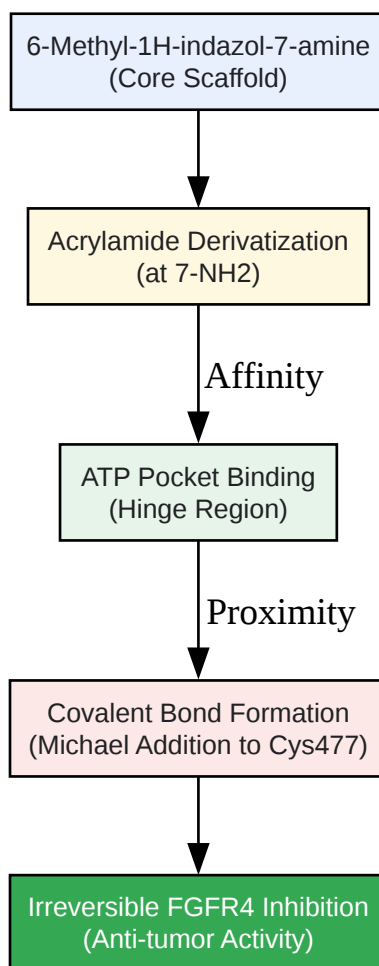 6-Methyl-1H-indazol-7-amine
(Core Scaffold)
Acrylamide Derivatization
(at 7-NH2)
Affinity
ATP Pocket Binding
(Hinge Region)
Proximity
Covalent Bond Formation
(Michael Addition to Cys477)
Irreversible FGFR4 Inhibition
(Anti-tumor Activity)